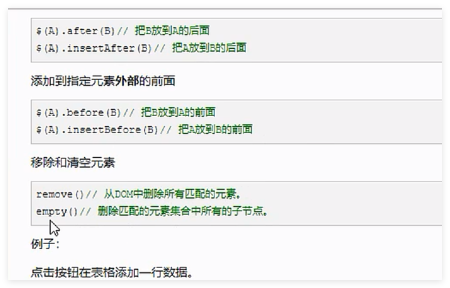 $(A).after(B)// 把B放到A的后面
$(A).insertAfter(B)// 把A放到B的后面
添加到指定元素外部的前面
$(A).before(B)// 把B放到A的前面
$(A).insertBefore(B)// 把A放到B的前面
移除和清空元素
remove()// 从DOM中删除所有匹配的元素。
empty()// 删除匹配的元素集合中所有的子节点。
例子：
点击按钮在表格添加一行数据。